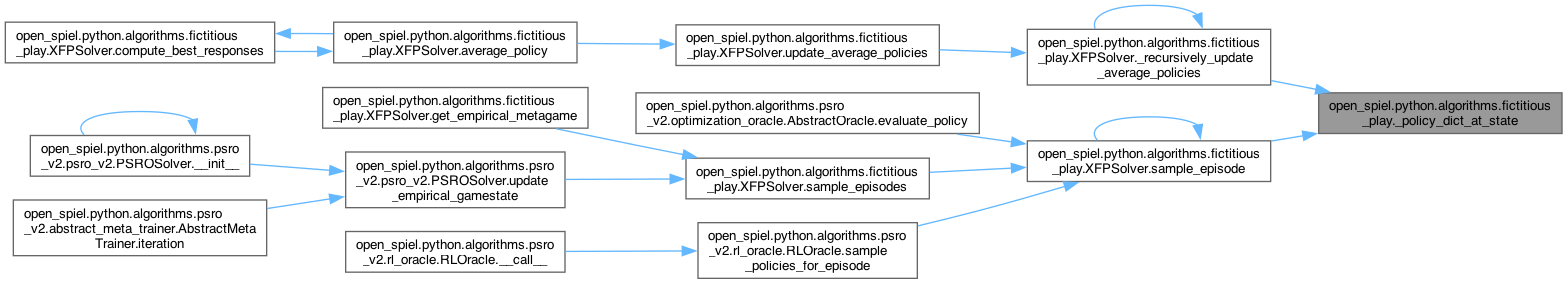 open_spiel.python.algorithms.fictitious
_play.XFPSolver.compute_best_responses
open_spiel.python.algorithms.fictitious
_play.XFPSolver.average_policy
open_spiel.python.algorithms.fictitious
_play.XFPSolver.update_average_policies
open_spiel.python.algorithms.fictitious
_play.XFPSolver._recursively_update
_average_policies
open_spiel.python.algorithms.fictitious
_play._policy_dict_at_state
open_spiel.python.algorithms.fictitious
_play.XFPSolver.get_empirical_metagame
open_spiel.python.algorithms.psro
_v2.optimization_oracle.AbstractOracle.evaluate_policy
open_spiel.python.algorithms.psro
_v2.psro_v2.PSROSolver.__init__
open_spiel.python.algorithms.psro
_v2.psro_v2.PSROSolver.update
_empirical_gamestate
open_spiel.python.algorithms.fictitious
_play.XFPSolver.sample_episodes
open_spiel.python.algorithms.fictitious
_play.XFPSolver.sample_episode
open_spiel.python.algorithms.psro
_v2.abstract_meta_trainer.AbstractMeta
Trainer.iteration
open_spiel.python.algorithms.psro
_v2.rl_oracle.RLOracle.__call__
open_spiel.python.algorithms.psro
_v2.rl_oracle.RLOracle.sample
_policies_for_episode